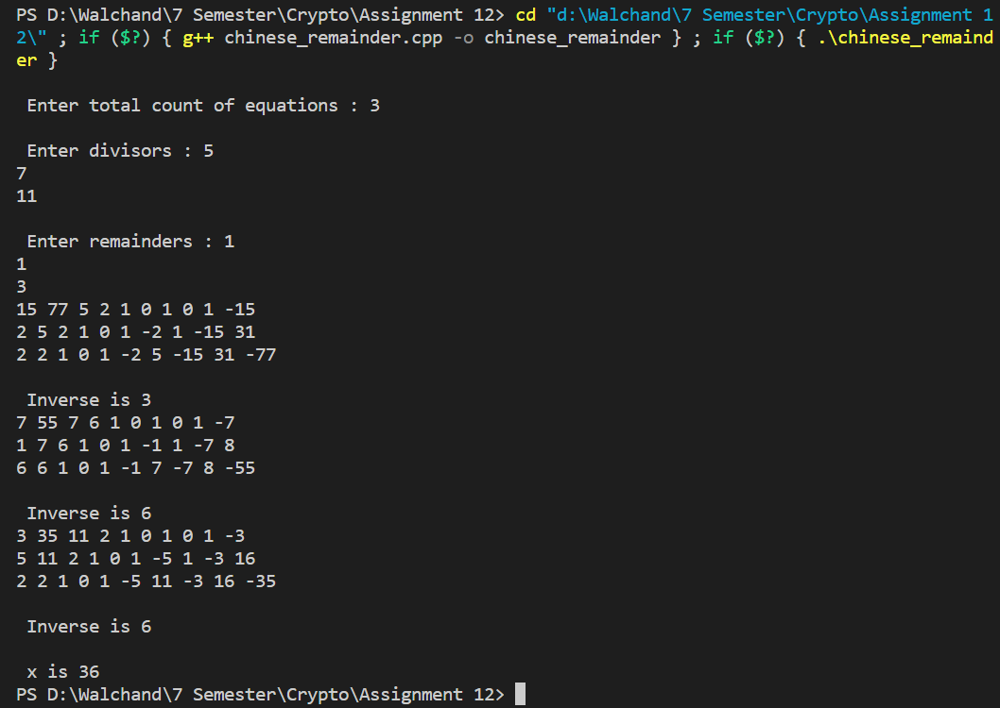 PS D:\Walchand\7 Semester\Crypto\Assignment 12> cd "d:\Walchand\7 Semester\Crypto\Assignment 1
2\" ; if ($?) { g++ chinese_remainder.cpp -o chinese_remainder } ; if ($?) { .\chinese_remaind
er }
Enter total count of equations : 3
Enter divisors : 5
7
11
Enter remainders : 1
1
3
15 77 5 2 1 0 1 0 1 -15
2 5 2 1 0 1 -2 1 -15 31
2 2 1 0 1 -2 5 -15 31 -77
Inverse is 3
7 55 7 6 1 0 1 0 1 -7
1 7 6 1 0 1 -1 1 -7 8
6 6 1 0 1 -1 7 -7 8 -55
Inverse is 6
3 35 11 2 1 0 1 0 1 -3
5 11 2 1 0 1 -5 1 -3 16
2 2 1 0 1 -5 11 -3 16 -35
Inverse is 6
x is 36
PS D:\Walchand\7 Semester\Crypto\Assignment 12>